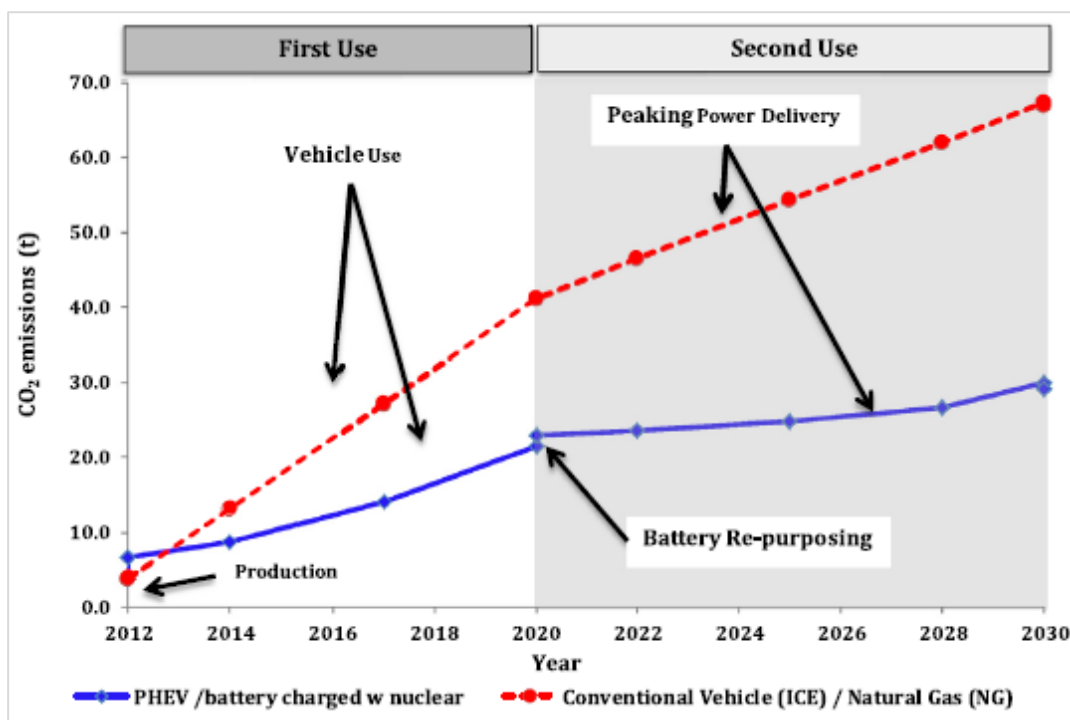 First Use
Second Use
70.0
60.0
50.0
40.0
30.0
20.0
10.0
0.0
CO₂ emissions (t)
Vehicle Use
Peaking Power Delivery
Battery Re-purposing
Production
2012
2014
2016
2018
2020
2022
2024
2026
2028
2030
Year
PHEV /battery charged w nuclear
Conventional Vehicle (ICE) / Natural Gas (NG)